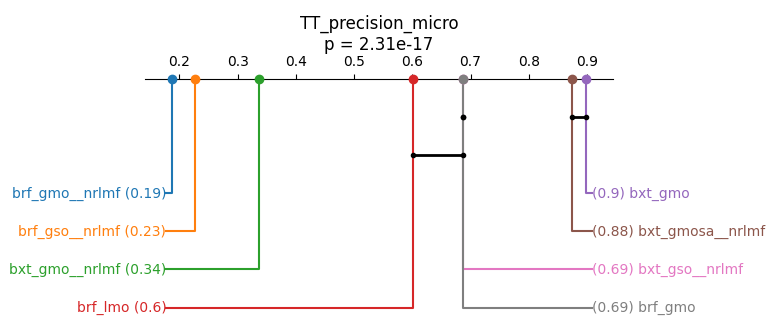 TT_precision_micro
p = 2.31e-17
0.2 0.3 0.4 0.5 0.6 0.7 0.8 0.9
brf_gmo__nrlmf (0.19) (0.9) bxt_gmo
brf_gso__nrlmf (0.23) (0.88) bxt_gmosa__nrlmf
bxt_gmo__nrlmf (0.34) (0.69) bxt_gso__nrlmf
brf_lmo (0.6) (0.69) brf_gmo